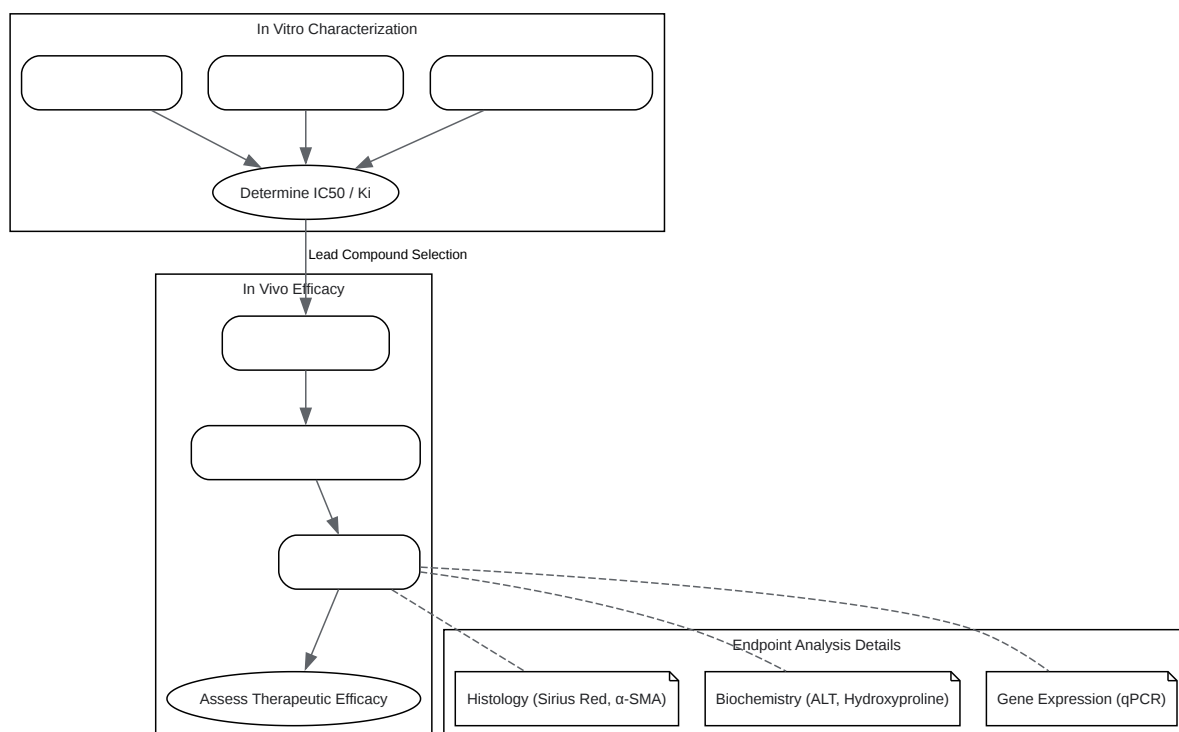 In Vitro Characterization
Determine IC50 / Ki
Lead Compound Selection
In Vivo Efficacy
Endpoint Analysis Details
Histology (Sirius Red, α-SMA)
Biochemistry (ALT, Hydroxyproline)
Gene Expression (qPCR)
Assess Therapeutic Efficacy